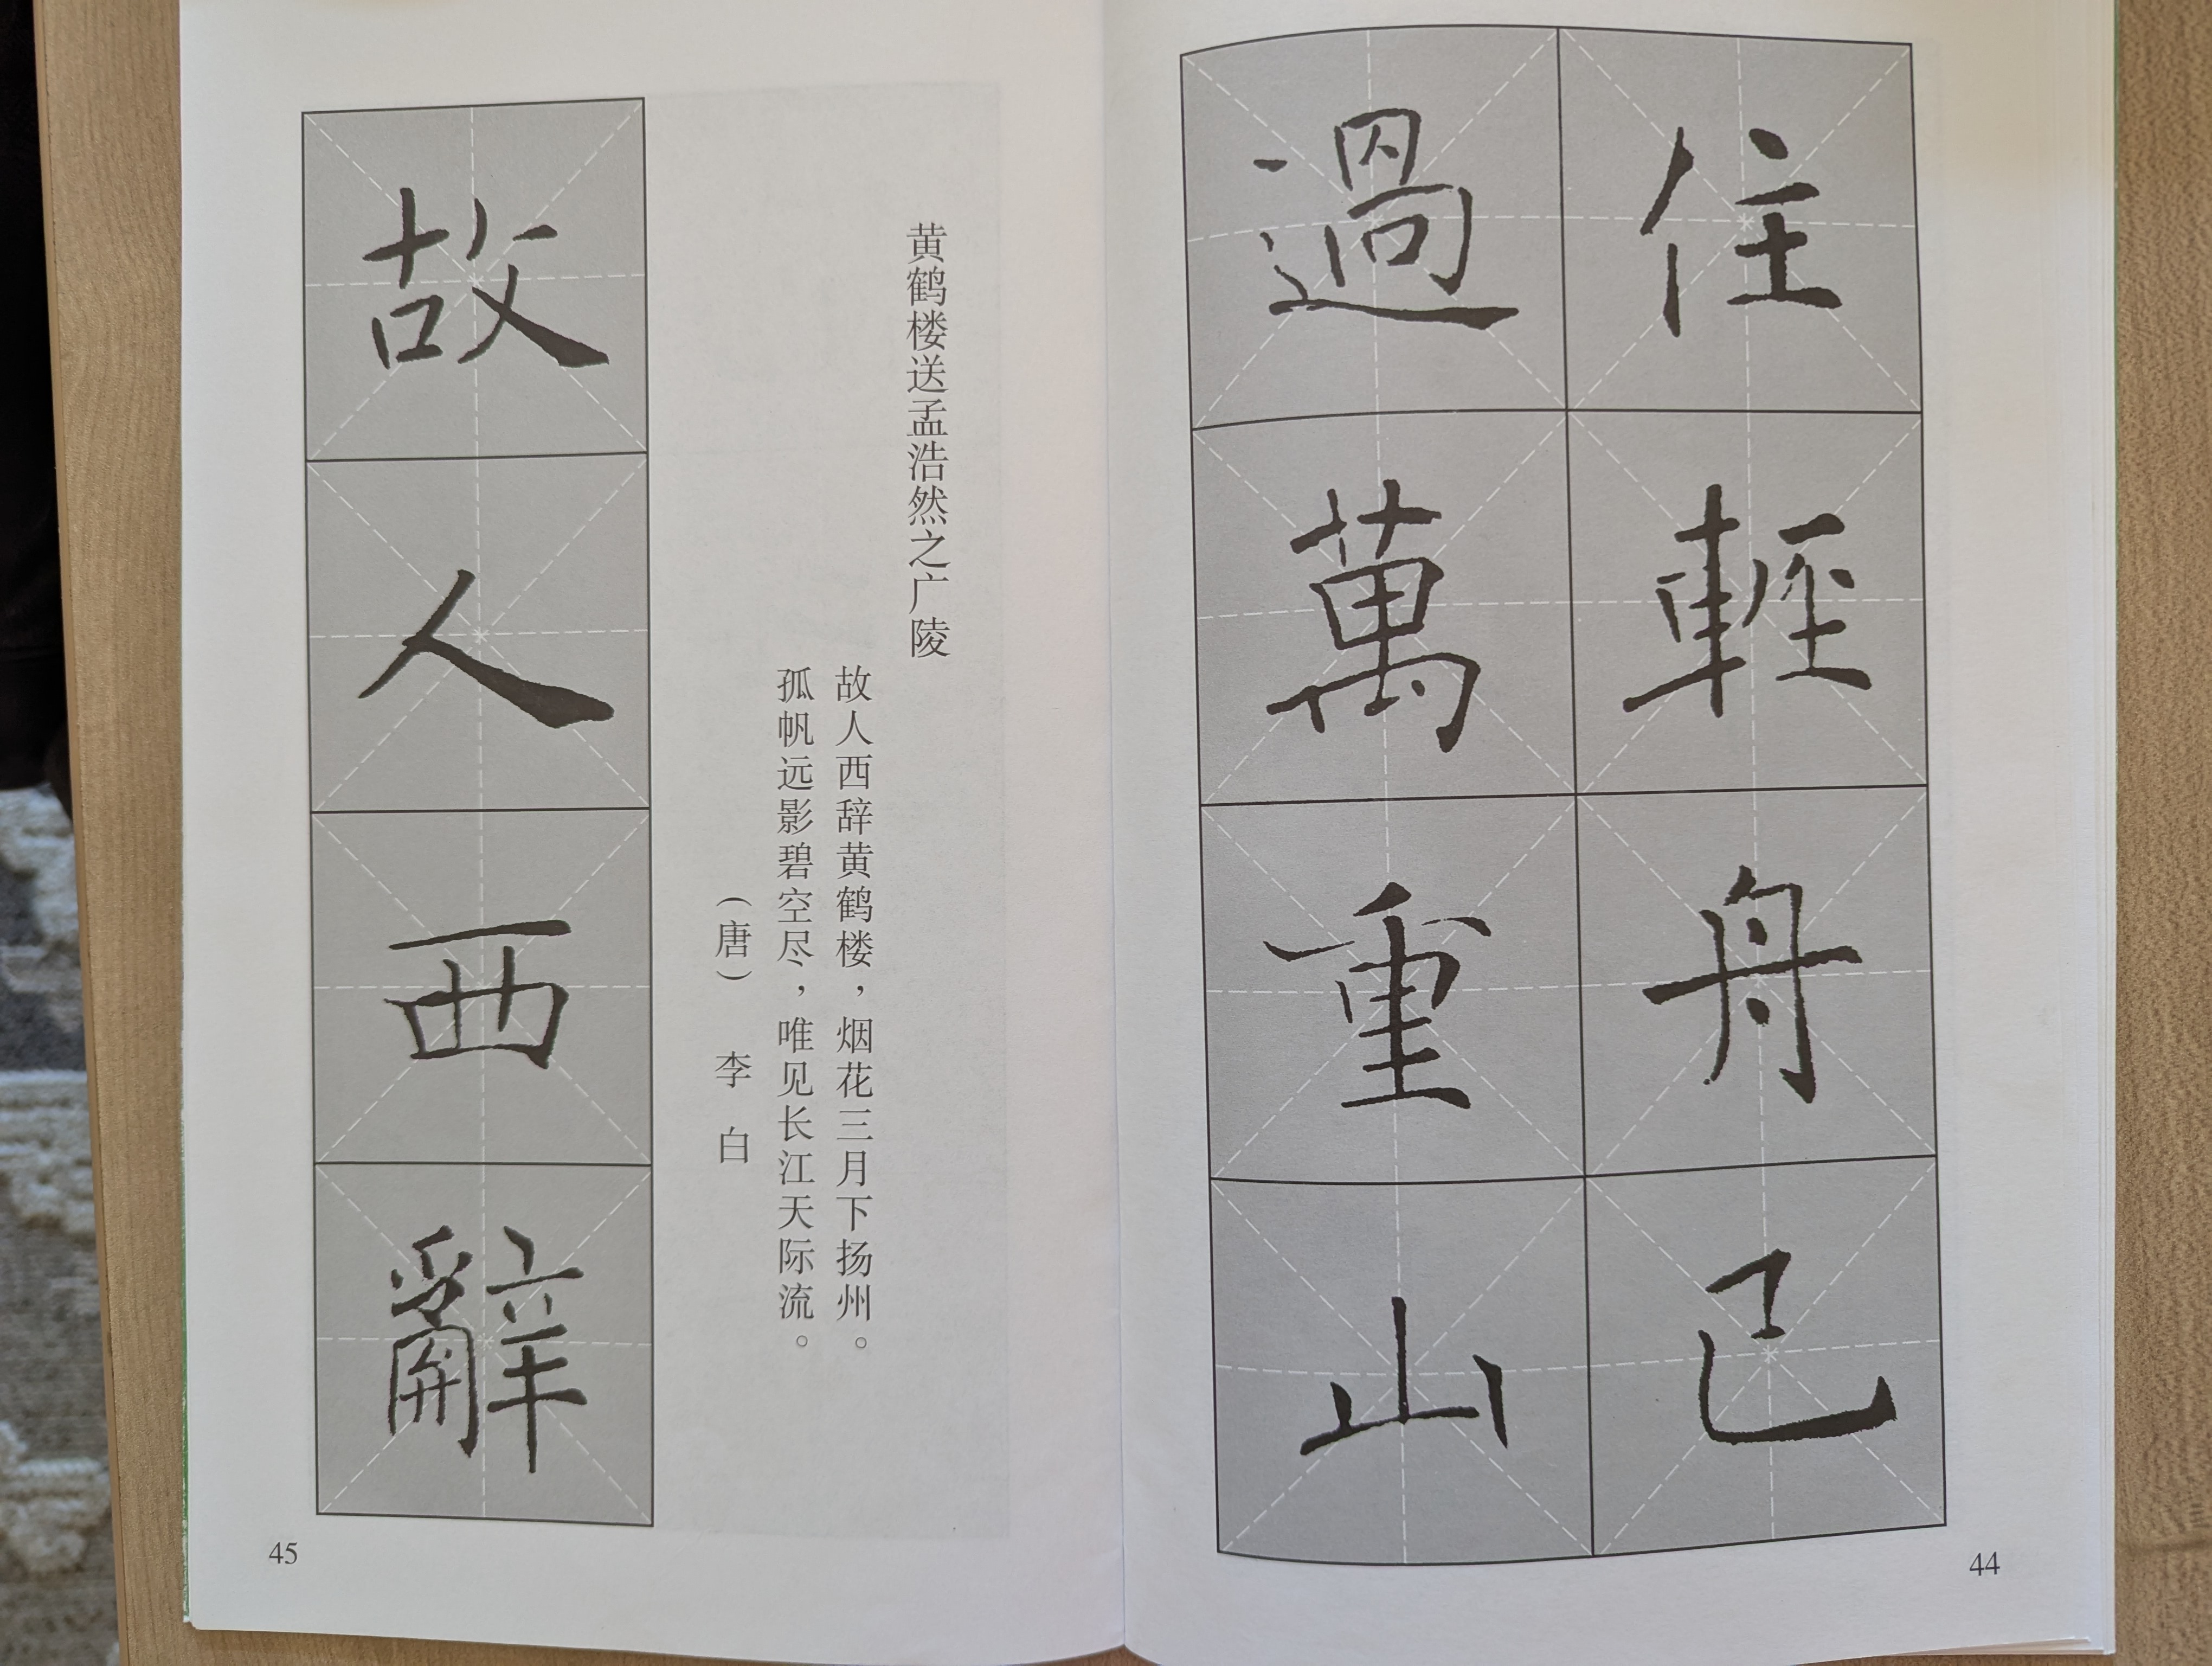 住輕舟已
過萬重山
44
黄鹤楼送孟浩然之广陵
故人西辞黄鹤楼，烟花三月下扬州。
孤帆远影碧空尽，唯见长江天际流。
（唐） 李 白
故人西辭
45